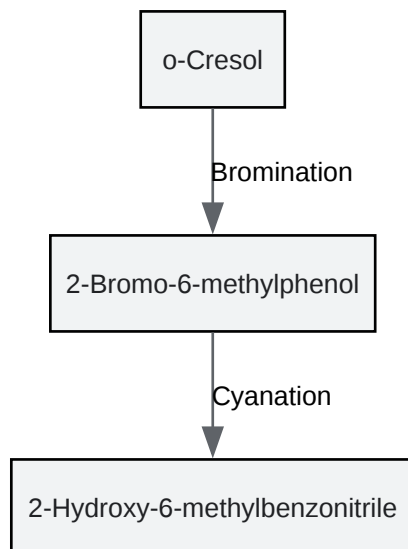 o-Cresol
Bromination
2-Bromo-6-methylphenol
Cyanation
2-Hydroxy-6-methylbenzonitrile